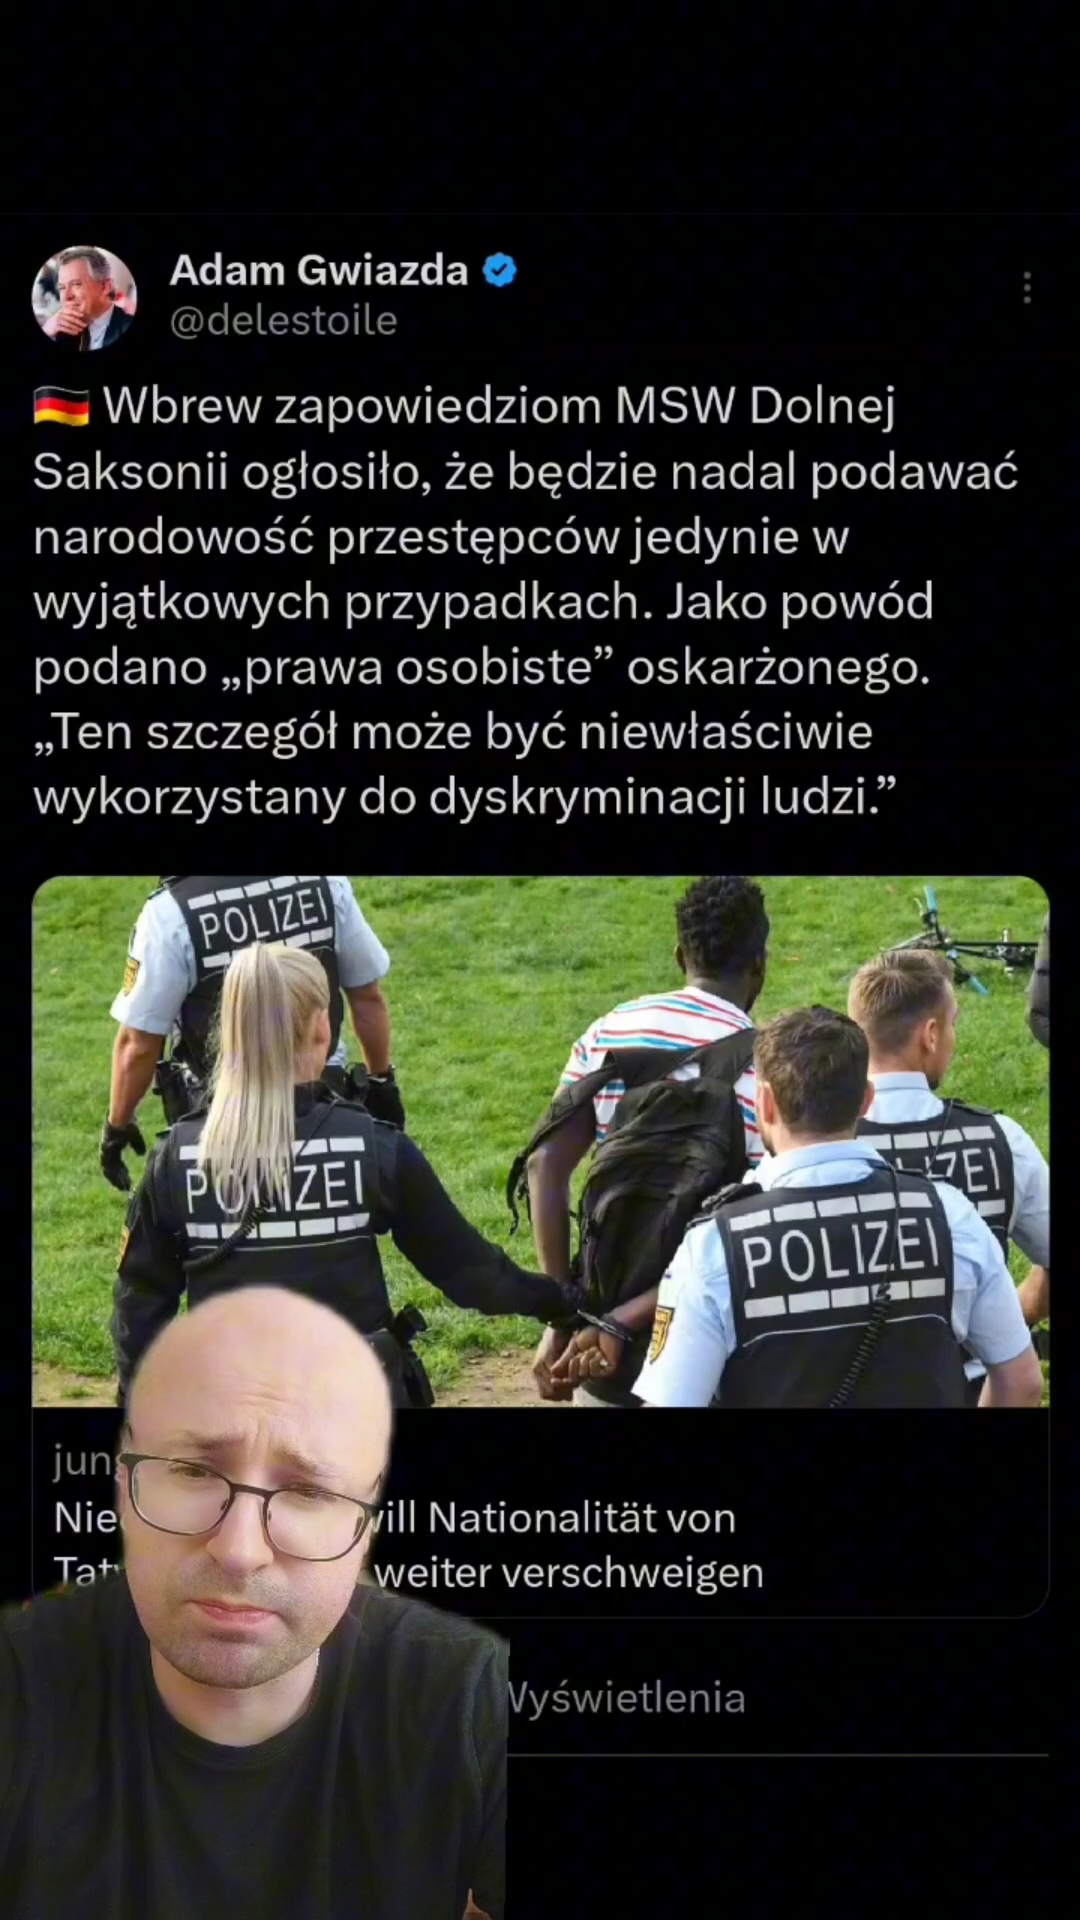 Adam Gwiazda
@delestoile
Wbrew zapowiedziom MSW Dolnej
Saksonii ogłosiło, że będzie nadal podawać
narodowość przestępców jedynie w
wyjątkowych przypadkach. Jako powód
podano „prawa osobiste” oskarżonego.
„Ten szczegół może być niewłaściwie
wykorzystany do dyskryminacji ludzi.”
POLIZEI
POLIZEI
POLIZEI
will Nationalität von
weiter verschweigen
Wyświetlenia